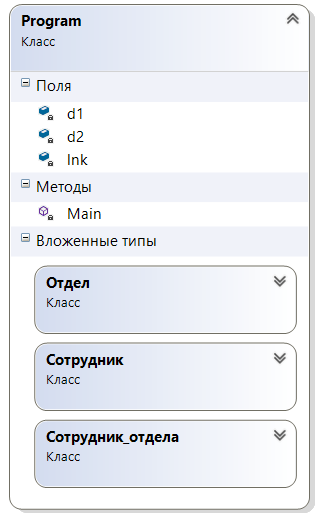 Program
Класс
Поля
d1
d2
lnk
Методы
Main
Вложенные типы
Отдел
Класс
Сотрудник
Класс
Сотрудник_отдела
Класс